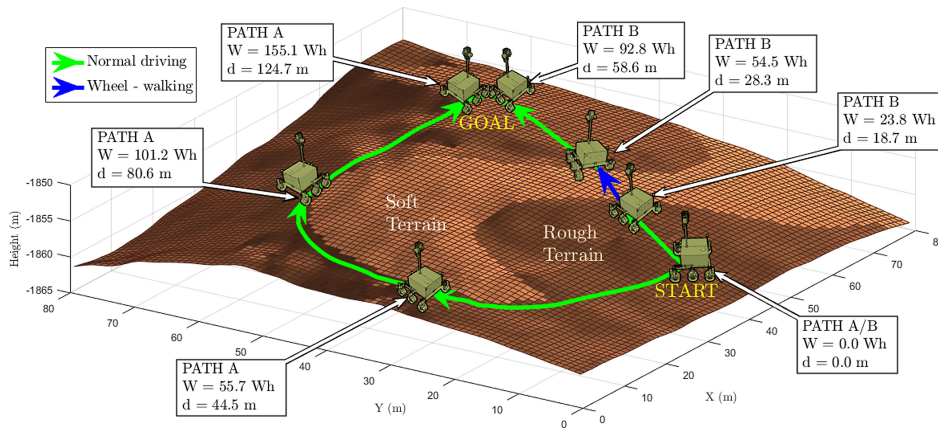 PATH A
W = 155.1 Wh
d = 124.7 m
PATH B
W = 92.8 Wh
d = 58.6 m
PATH B
W = 54.5 Wh
d = 28.3 m
Normal driving
Wheel - walking
PATH B
W = 23.8 Wh
d = 18.7 m
GOAL
PATH A
W = 101.2 Wh
d = 80.6 m
Soft
Terrain
Rough
Terrain
START
PATH A/B
W = 0.0 Wh
d = 0.0 m
PATH A
W = 55.7 Wh
d = 44.5 m
Height (m)
-1850
-1855
-1860
-1865
80
70
60
50
40
30
20
10
0
Y (m)
0
10
20
30
40
50
60
70
8
X (m)